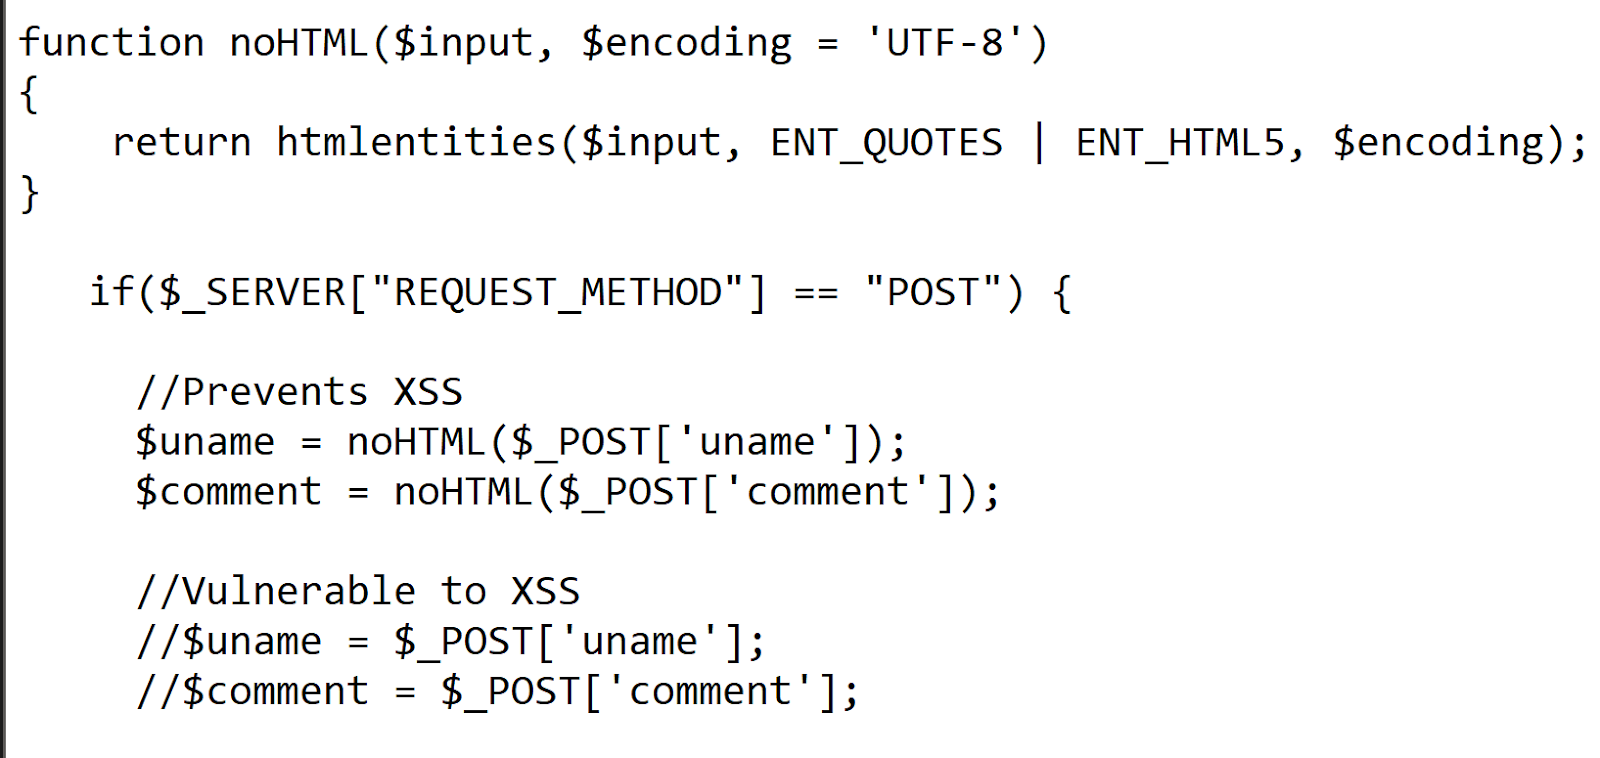 function noHTML($input, $encoding = 'UTF-8')
{
    return htmlentities($input, ENT_QUOTES | ENT_HTML5, $encoding);
}

   if($_SERVER["REQUEST_METHOD"] == "POST") {

     //Prevents XSS
     $uname = noHTML($_POST['uname']);
     $comment = noHTML($_POST['comment']);

     //Vulnerable to XSS
     //$uname = $_POST['uname'];
     //$comment = $_POST['comment'];